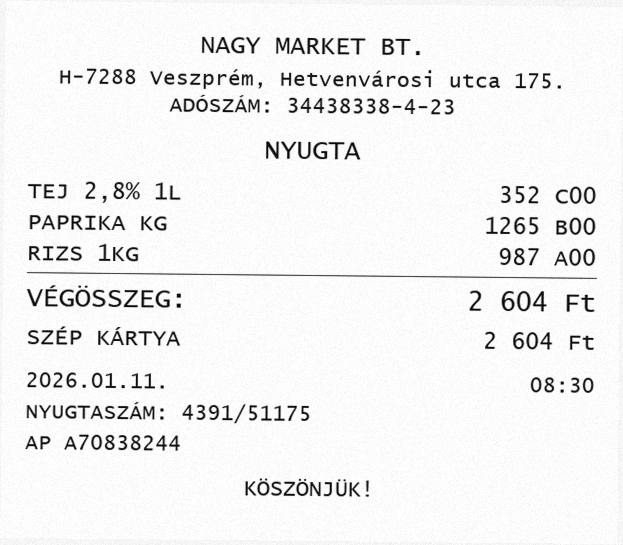 NAGY MARKET BT.
H-7288 Veszprém, Hetvenvárosi utca 175.
ADÓSZÁM: 34438338-4-23
NYUGTA
TEJ 2,8% 1L 352 C00
PAPRIKA KG 1265 B00
RIZS 1KG 987 A00
VÉGÖSSZEG: 2 604 Ft
SZÉP KÁRTYA 2 604 Ft
2026.01.11. 08:30
NYUGTASZÁM: 4391/51175
AP A70838244
KÖSZÖNJÜK!